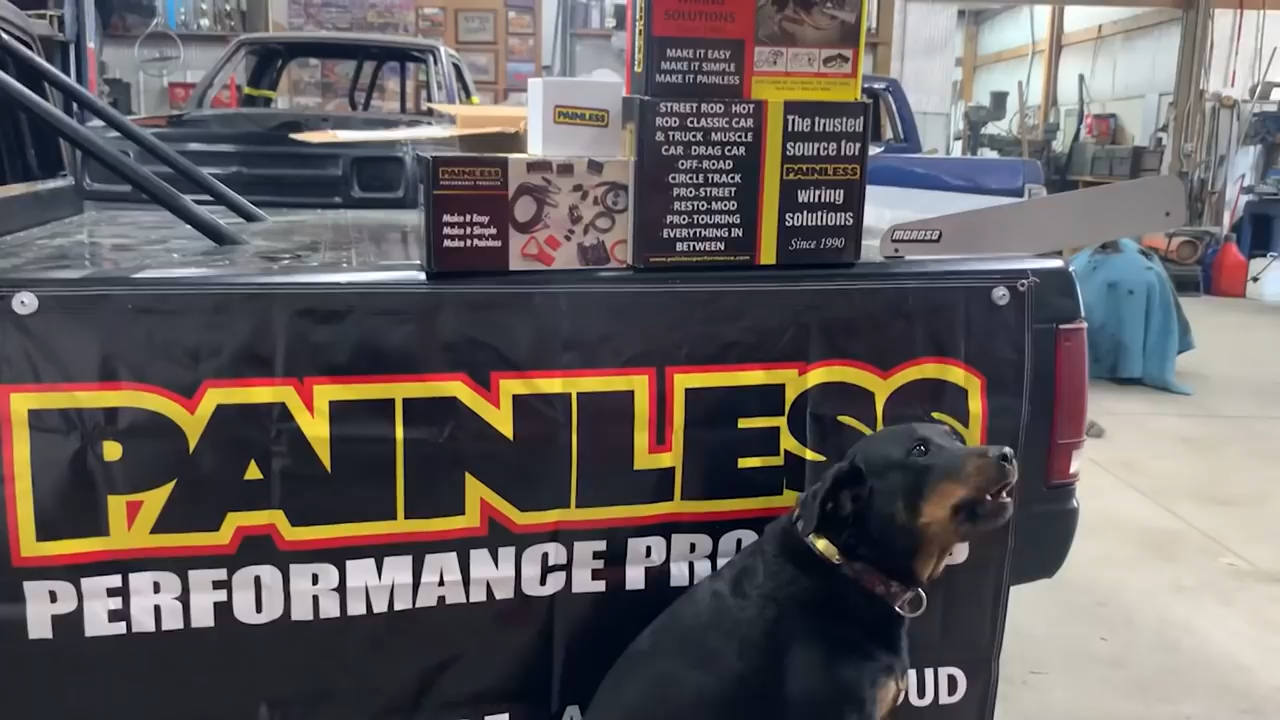 WIRING
SOLUTIONS
MAKE IT EASY
MAKE IT SIMPLE
MAKE IT PAINLESS
PAINLESS
PAINLESS
PERFORMANCE PRODUCTS
Make It Easy
Make It Simple
Make It Painless
STREET ROD HOT
ROD CLASSIC CAR
& TRUCK MUSCLE
CAR DRAG CAR
OFF-ROAD
CIRCLE TRACK
PRO-STREET
RESTO-MOD
PRO-TOURING
EVERYTHING IN
BETWEEN
www.painlessperformance.com
The trusted
source for
PAINLESS
wiring
solutions
Since 1990
MOROSO
PAINLESS
PERFORMANCE PRO
UD